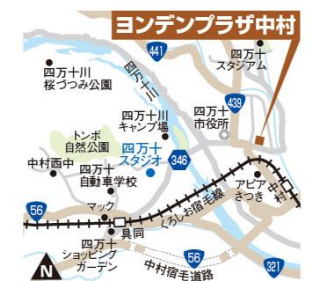 ヨンデンプラザ中村
441
四万十
スタジアム
四万十川
桜づつみ公園
四万十川
439
四万十川
キャンプ場
四万十
市役所
トンボ
自然公園
四万十
スタジオ
346
中村西中
四万十
自動車学校
アピア
さつき
中村
マック
くろしお宿毛線
56
具同
四万十
ショッピング
ガーデン
56
中村宿毛道路
321
N